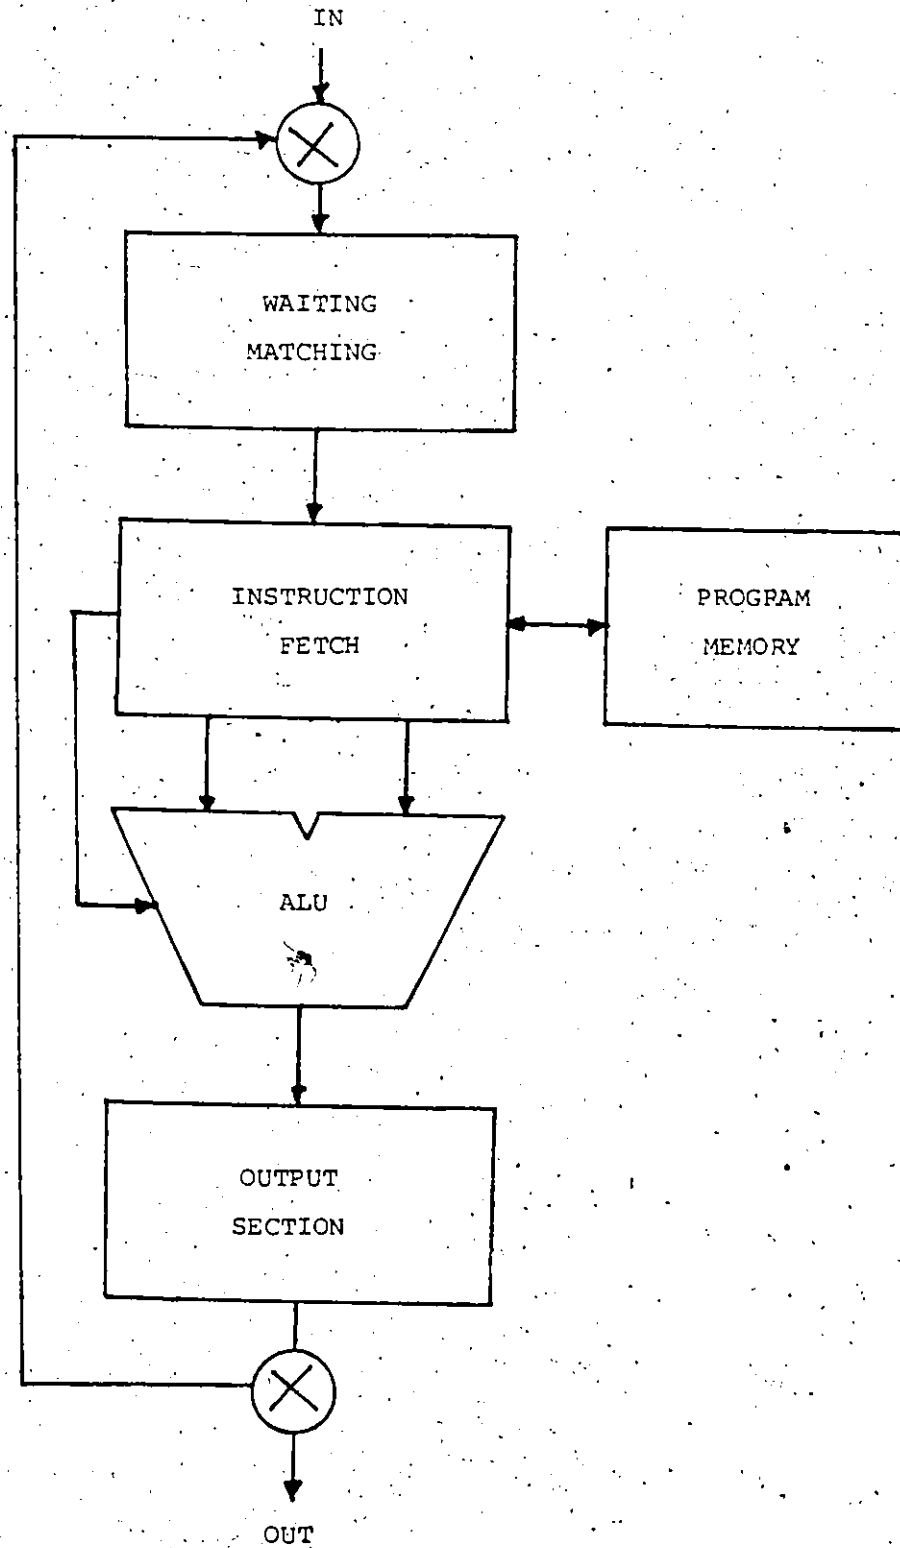 IN
WAITING
MATCHING
INSTRUCTION
FETCH
PROGRAM
MEMORY
ALU
OUTPUT
SECTION
OUT